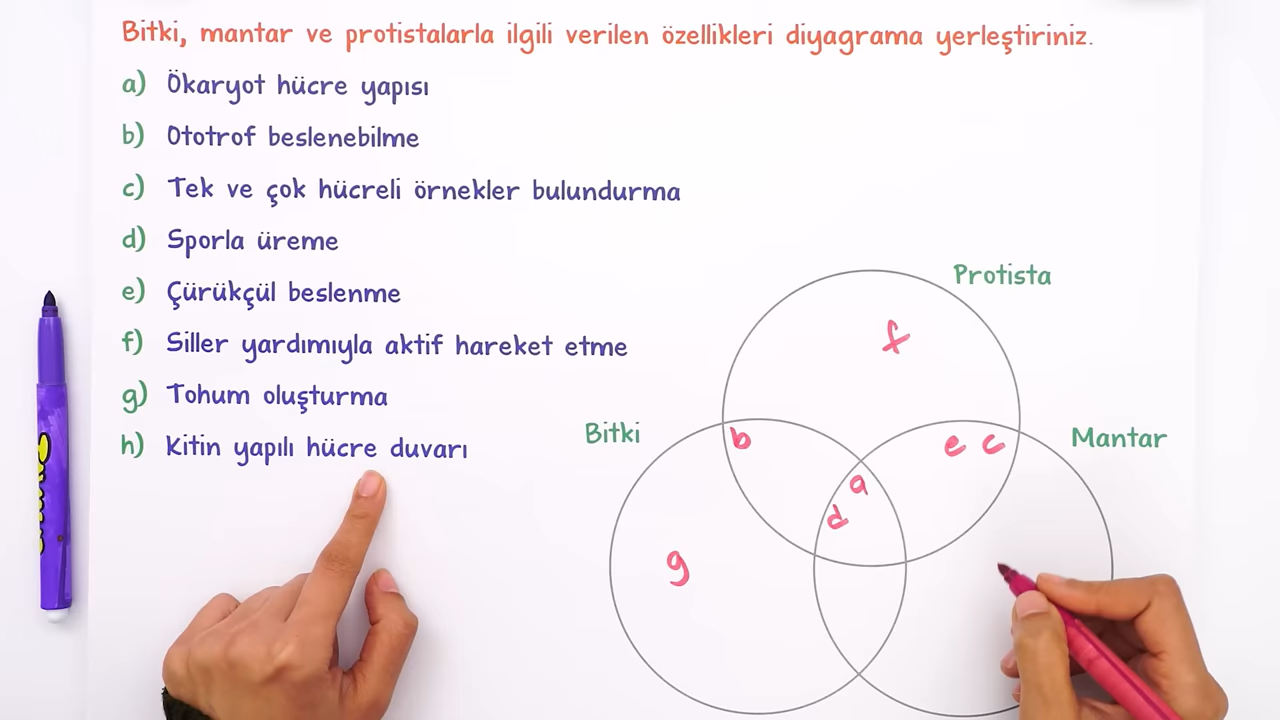 Bitki, mantar ve protistalarla ilgili verilen özellikleri diyagrama yerleştiriniz.
a) Ökaryot hücre yapısı
b) Ototrof beslenebilme
c) Tek ve çok hücreli örnekler bulundurma
d) Sporla üreme
e) Çürükçül beslenme
f) Siller yardımıyla aktif hareket etme
g) Tohum oluşturma
h) Kitin yapılı hücre duvarı
Protista
f
Bitki
Mantar
b
e c
a
d
g